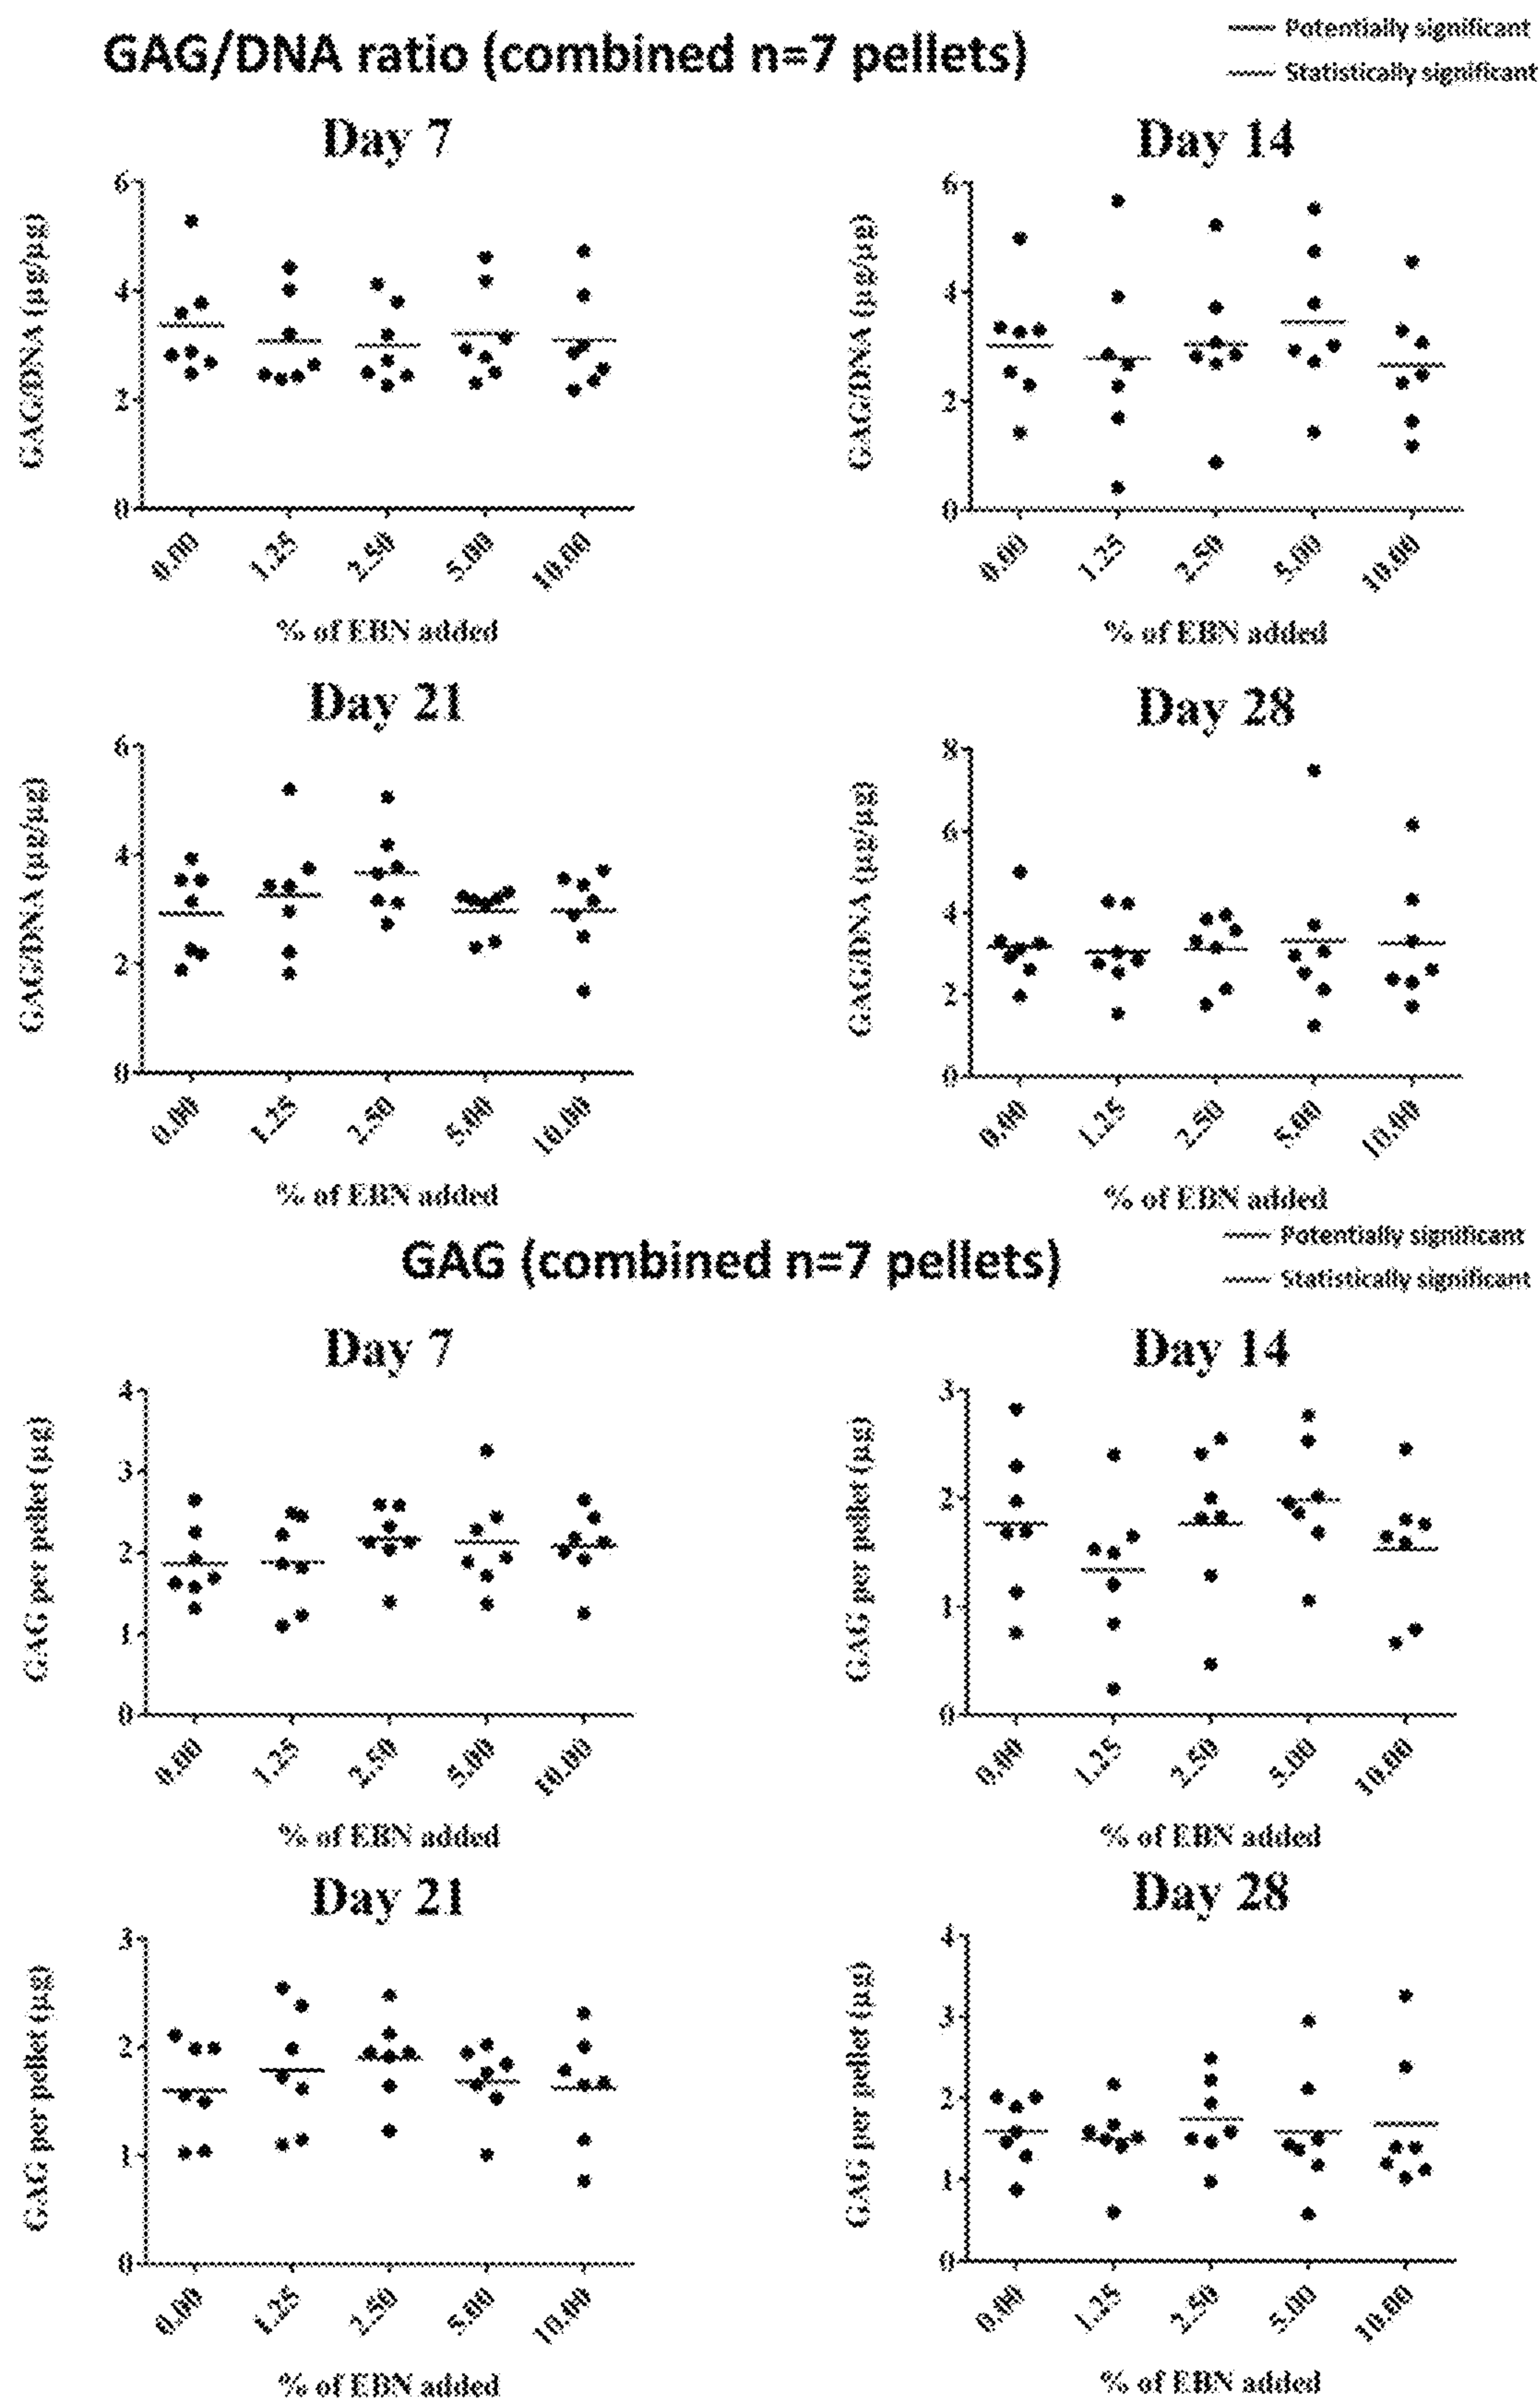 GAG/DNA ratio (combined n=7 pellets)
Potentially significant
Statistically significant
Day 7
6
4
2
0
GAG/DNA (µg/µg)
0.00 1.25 2.50 5.00 10.00
% of EBN added
Day 14
6
4
2
0
GAG/DNA (µg/µg)
0.00 1.25 2.50 5.00 10.00
% of EBN added
Day 21
6
4
2
0
GAG/DNA (µg/µg)
0.00 1.25 2.50 5.00 10.00
% of EBN added
Day 28
8
6
4
2
0
GAG/DNA (µg/µg)
0.00 1.25 2.50 5.00 10.00
% of EBN added
GAG (combined n=7 pellets)
Potentially significant
Statistically significant
Day 7
4
3
2
1
0
GAG per pellet (µg)
0.00 1.25 2.50 5.00 10.00
% of EBN added
Day 14
3
2
1
0
GAG per pellet (µg)
0.00 1.25 2.50 5.00 10.00
% of EBN added
Day 21
3
2
1
0
GAG per pellet (µg)
0.00 1.25 2.50 5.00 10.00
% of EBN added
Day 28
4
3
2
1
0
GAG per pellet (µg)
0.00 1.25 2.50 5.00 10.00
% of EBN added